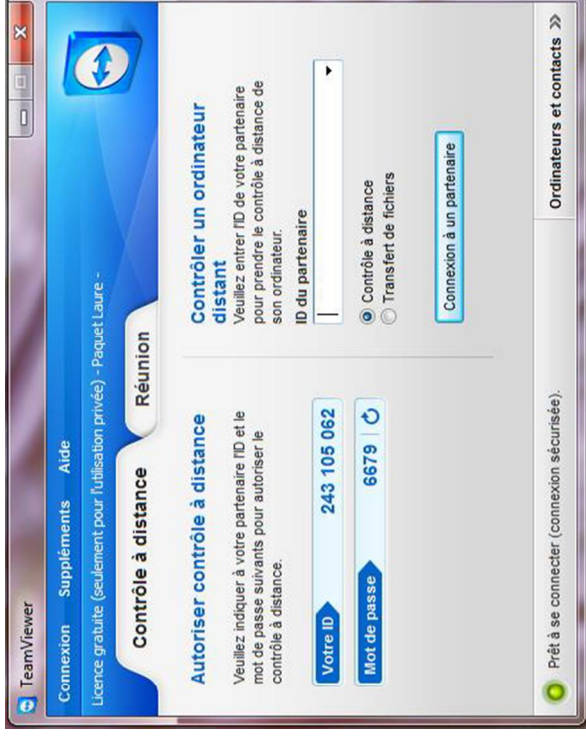 TeamViewer
Connexion Suppléments Aide
Licence gratuite (seulement pour l'utilisation privée) - Paquet Laure -
Contrôle à distance
Réunion
Autoriser contrôle à distance
Veuillez indiquer à votre partenaire l'ID et le
mot de passe suivants pour autoriser le
contrôle à distance.
Votre ID 243 105 062
Mot de passe 6679
Contrôler un ordinateur
distant
Veuillez entrer l'ID de votre partenaire
pour prendre le contrôle à distance de
son ordinateur.
ID du partenaire
Contrôle à distance
Transfert de fichiers
Connexion à un partenaire
Prêt à se connecter (connexion sécurisée).
Ordinateurs et contacts >>